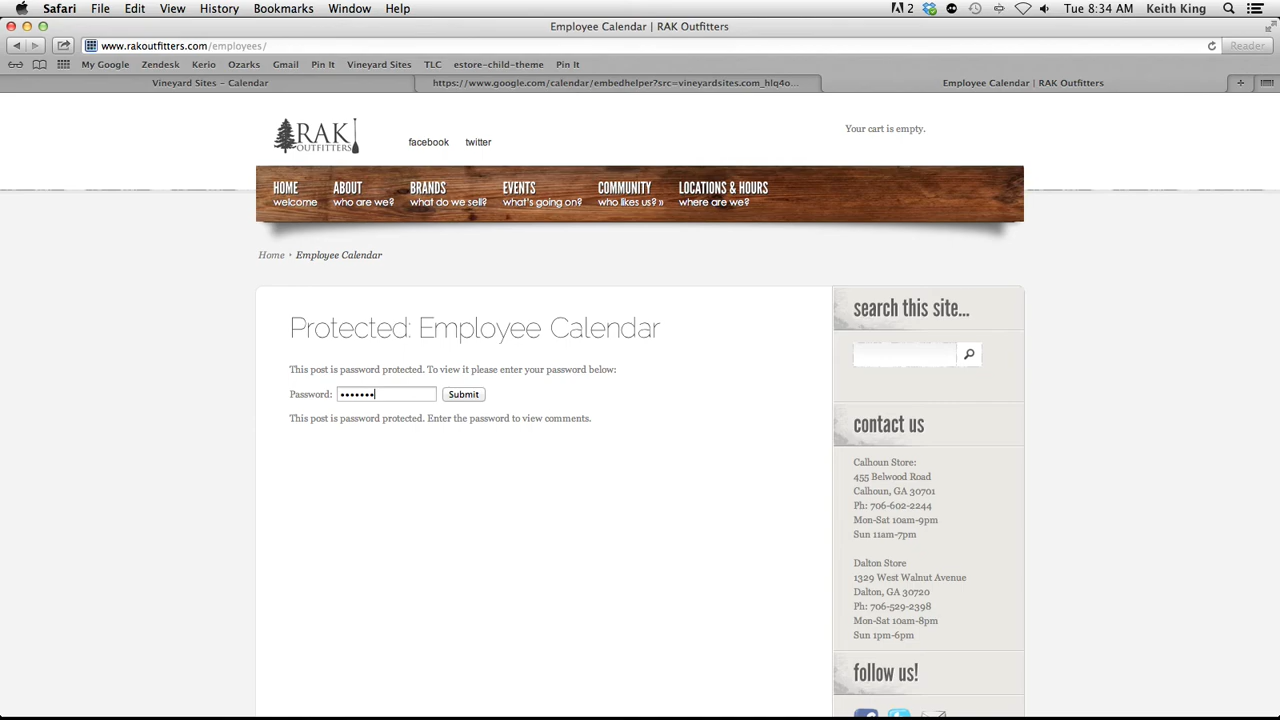 Safari File Edit View History Bookmarks Window Help 2 Tue 8:34 AM Keith King
Employee Calendar | RAK Outfitters
www.rakoutfitters.com/employees/ Reader
My Google Zendesk Kerio Ozarks Gmail Pin It Vineyard Sites TLC estore-child-theme Pin It
Vineyard Sites – Calendar https://www.google.com/calendar/embedhelper?src=vineyardsites.com_hlq4o... Employee Calendar | RAK Outfitters
RAK
OUTFITTERS
facebook twitter
Your cart is empty.
HOME ABOUT BRANDS EVENTS COMMUNITY LOCATIONS & HOURS
welcome who are we? what do we sell? what's going on? who likes us? » where are we?
Home Employee Calendar
Protected: Employee Calendar
This post is password protected. To view it please enter your password below:
Password: ••••••• Submit
This post is password protected. Enter the password to view comments.
search this site...
contact us
Calhoun Store:
455 Belwood Road
Calhoun, GA 30701
Ph: 706-602-2244
Mon-Sat 10am-9pm
Sun 11am-7pm
Dalton Store
1329 West Walnut Avenue
Dalton, GA 30720
Ph: 706-529-2398
Mon-Sat 10am-8pm
Sun 1pm-6pm
follow us!